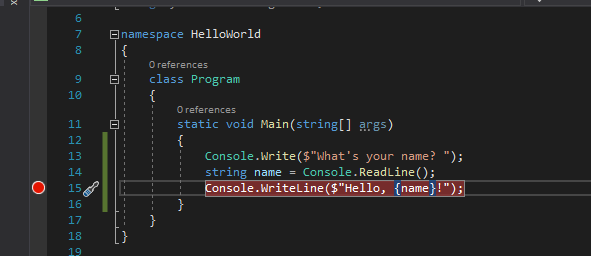 6
7 namespace HelloWorld
8 {
0 references
9 class Program
10 {
0 references
11 static void Main(string[] args)
12 {
13 Console.Write($"What's your name? ");
14 string name = Console.ReadLine();
15 Console.WriteLine($"Hello, {name}!");
16 }
17 }
18 }
19